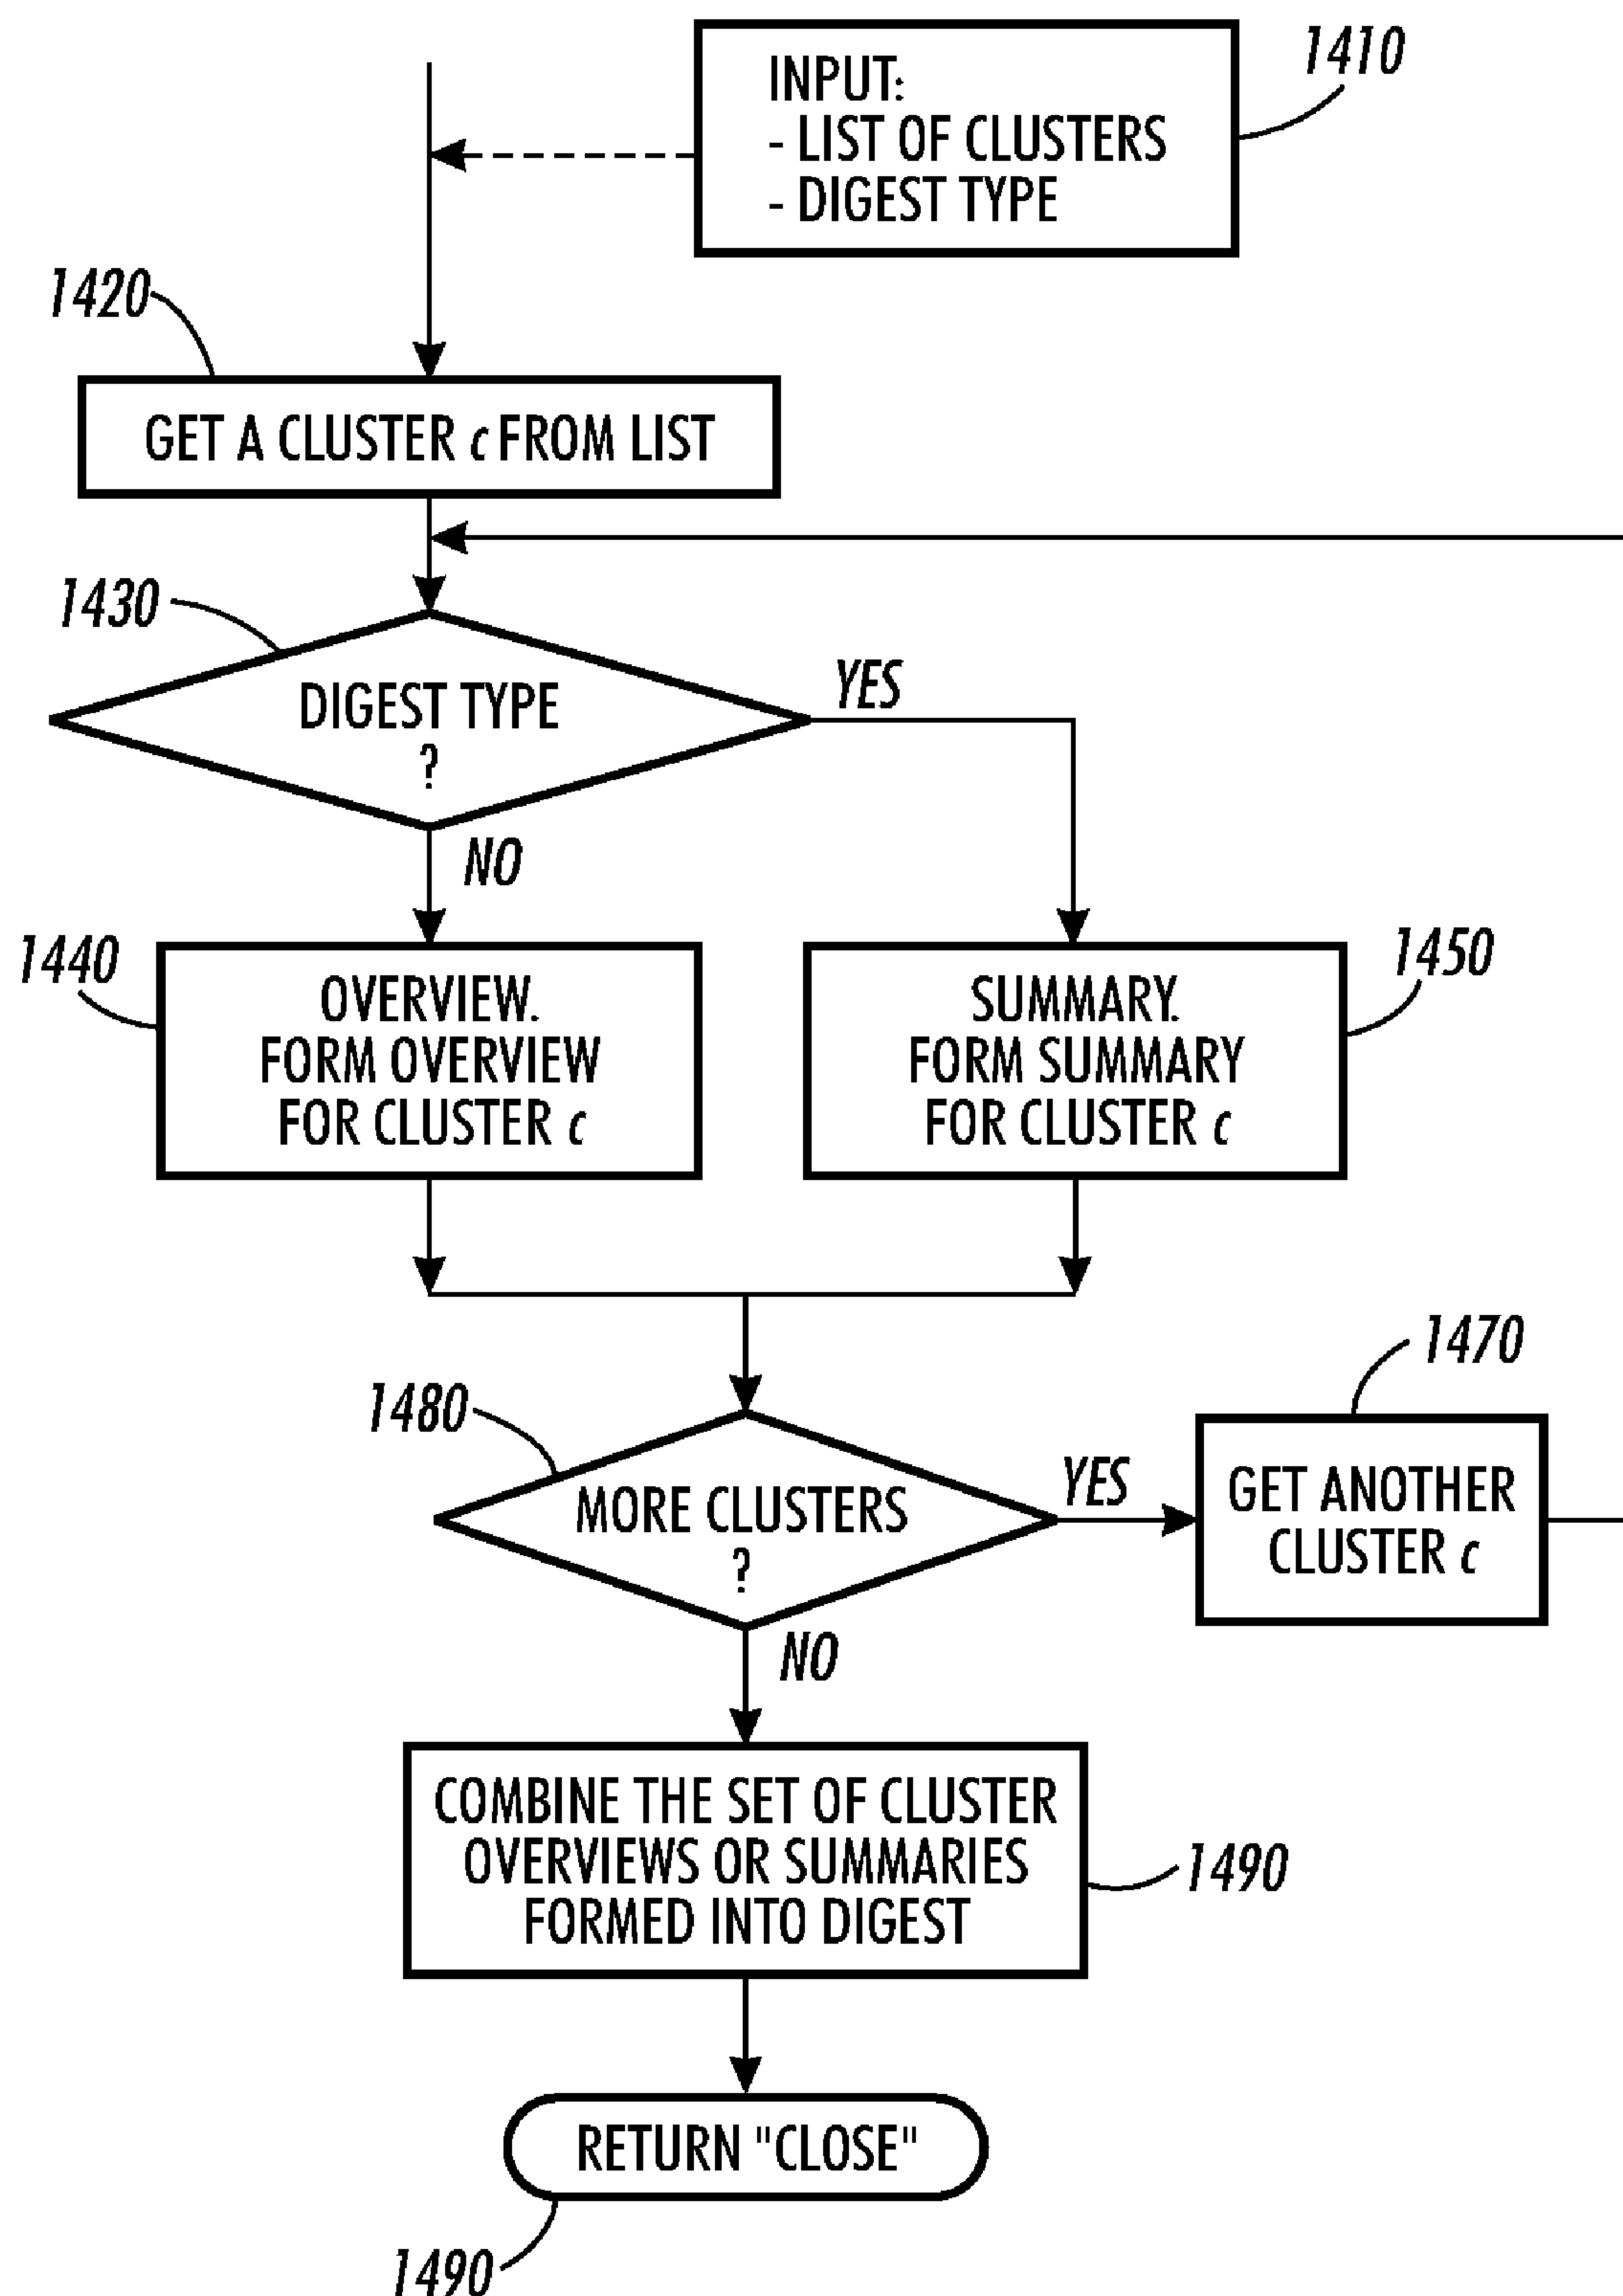 1410
INPUT:
- LIST OF CLUSTERS
- DIGEST TYPE
1420
GET A CLUSTER c FROM LIST
1430
DIGEST TYPE
?
YES
NO
1440
OVERVIEW.
FORM OVERVIEW
FOR CLUSTER c
1450
SUMMARY.
FORM SUMMARY
FOR CLUSTER c
1470
1480
MORE CLUSTERS
?
YES
GET ANOTHER
CLUSTER c
NO
COMBINE THE SET OF CLUSTER
OVERVIEWS OR SUMMARIES
FORMED INTO DIGEST
1490
RETURN "CLOSE"
1490